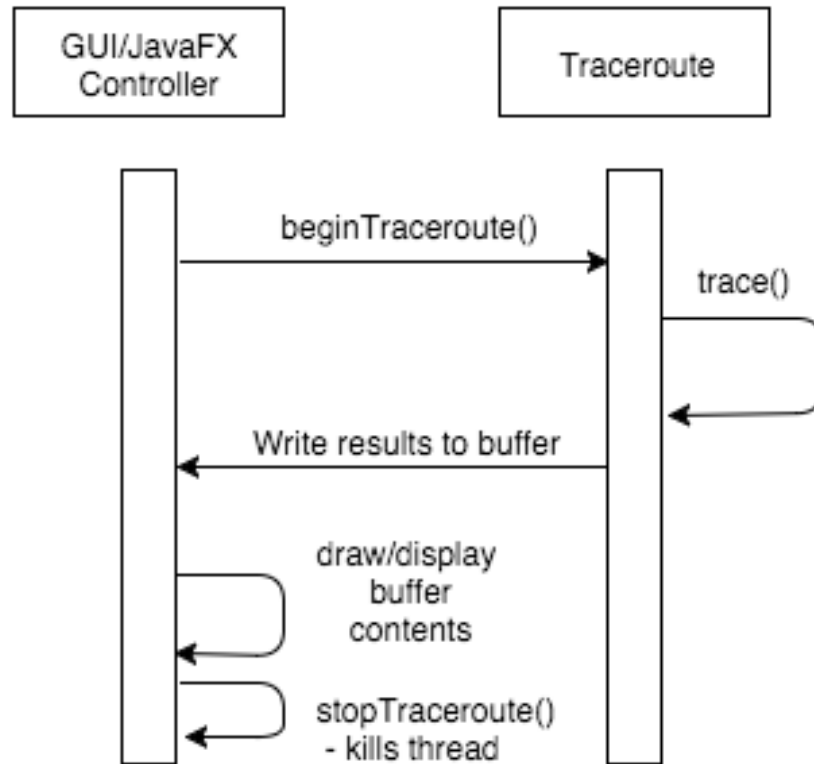 GUI/JavaFX
Controller
Traceroute
beginTraceroute()
trace()
Write results to buffer
draw/display
buffer
contents
stopTraceroute()
- kills thread